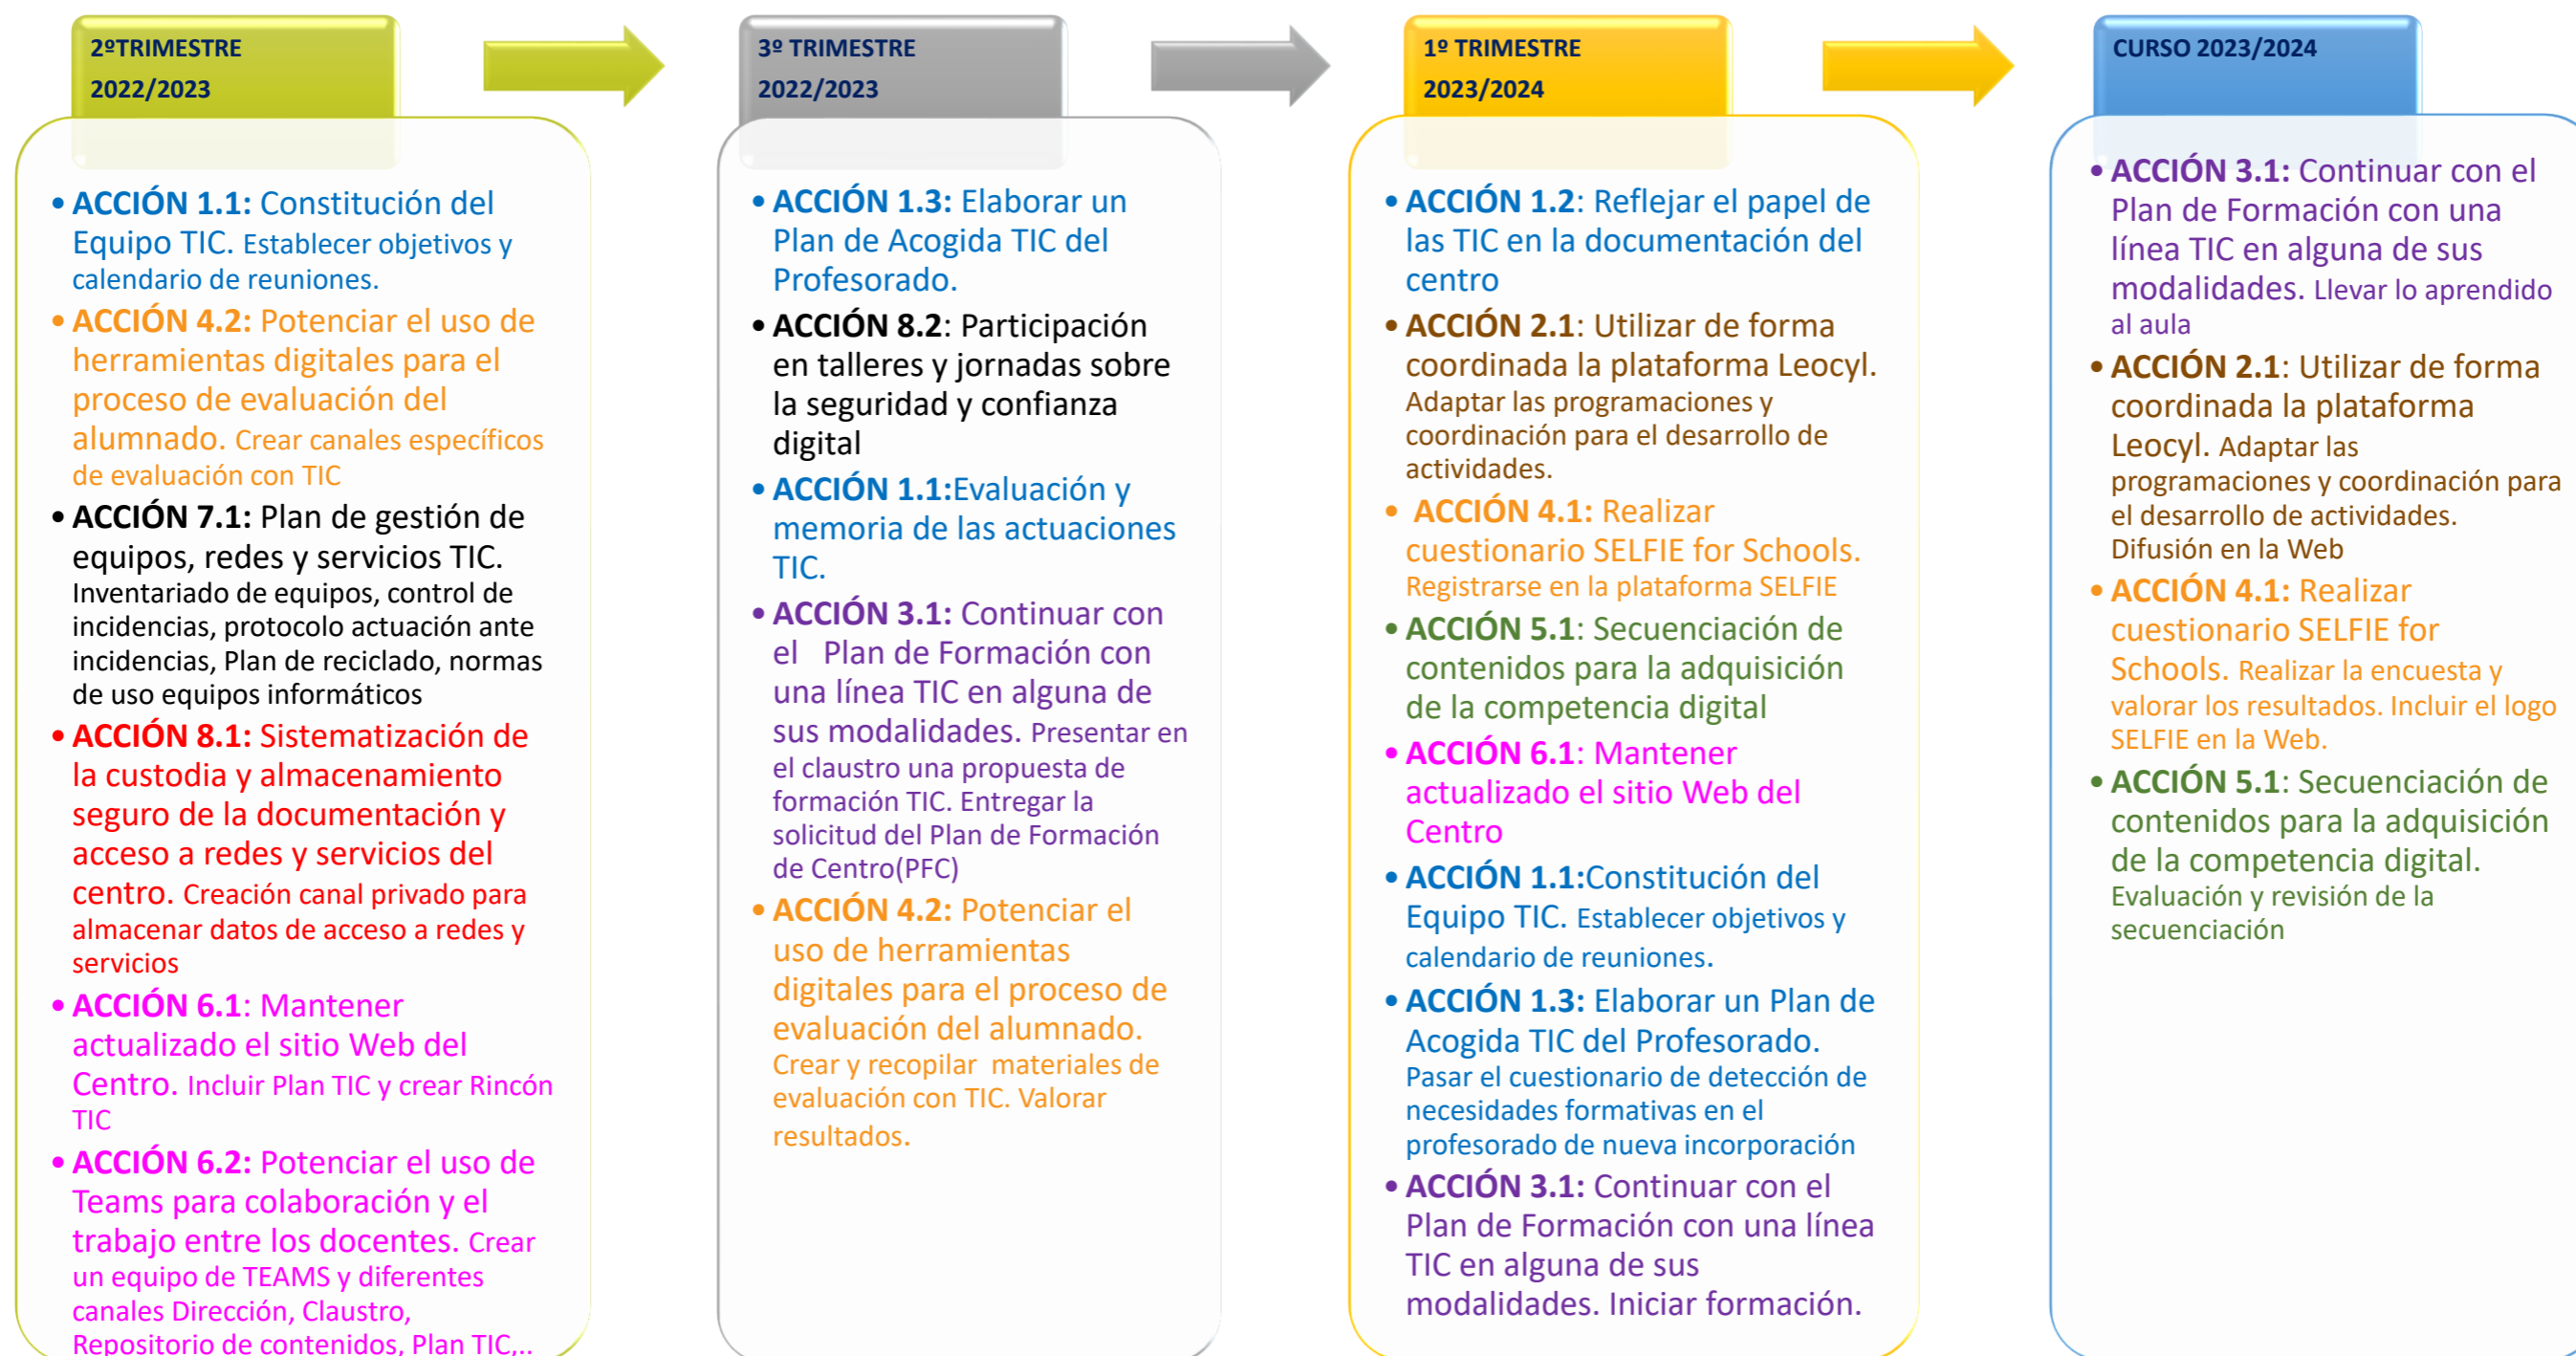 2ºTRIMESTRE
2022/2023
• ACCIÓN 1.1: Constitución del
Equipo TIC. Establecer objetivos y
calendario de reuniones.
• ACCIÓN 4.2: Potenciar el uso de
herramientas digitales para el
proceso de evaluación del
alumnado. Crear canales específicos
de evaluación con TIC
• ACCIÓN 7.1: Plan de gestión de
equipos, redes y servicios TIC.
Inventariado de equipos, control de
incidencias, protocolo actuación ante
incidencias, Plan de reciclado, normas
de uso equipos informáticos
• ACCIÓN 8.1: Sistematización de
la custodia y almacenamiento
seguro de la documentación y
acceso a redes y servicios del
centro. Creación canal privado para
almacenar datos de acceso a redes y
servicios
• ACCIÓN 6.1: Mantener
actualizado el sitio Web del
Centro. Incluir Plan TIC y crear Rincón
TIC
• ACCIÓN 6.2: Potenciar el uso de
Teams para colaboración y el
trabajo entre los docentes. Crear
un equipo de TEAMS y diferentes
canales Dirección, Claustro,
Repositorio de contenidos, Plan TIC,..
3º TRIMESTRE
2022/2023
• ACCIÓN 1.3: Elaborar un
Plan de Acogida TIC del
Profesorado.
• ACCIÓN 8.2: Participación
en talleres y jornadas sobre
la seguridad y confianza
digital
• ACCIÓN 1.1:Evaluación y
memoria de las actuaciones
TIC.
• ACCIÓN 3.1: Continuar con
el Plan de Formación con
una línea TIC en alguna de
sus modalidades. Presentar en
el claustro una propuesta de
formación TIC. Entregar la
solicitud del Plan de Formación
de Centro(PFC)
• ACCIÓN 4.2: Potenciar el
uso de herramientas
digitales para el proceso de
evaluación del alumnado.
Crear y recopilar materiales de
evaluación con TIC. Valorar
resultados.
1º TRIMESTRE
2023/2024
• ACCIÓN 1.2: Reflejar el papel de
las TIC en la documentación del
centro
• ACCIÓN 2.1: Utilizar de forma
coordinada la plataforma Leocyl.
Adaptar las programaciones y
coordinación para el desarrollo de
actividades.
• ACCIÓN 4.1: Realizar
cuestionario SELFIE for Schools.
Registrarse en la plataforma SELFIE
• ACCIÓN 5.1: Secuenciación de
contenidos para la adquisición
de la competencia digital
• ACCIÓN 6.1: Mantener
actualizado el sitio Web del
Centro
• ACCIÓN 1.1:Constitución del
Equipo TIC. Establecer objetivos y
calendario de reuniones.
• ACCIÓN 1.3: Elaborar un Plan de
Acogida TIC del Profesorado.
Pasar el cuestionario de detección de
necesidades formativas en el
profesorado de nueva incorporación
• ACCIÓN 3.1: Continuar con el
Plan de Formación con una línea
TIC en alguna de sus
modalidades. Iniciar formación.
CURSO 2023/2024
• ACCIÓN 3.1: Continuar con el
Plan de Formación con una
línea TIC en alguna de sus
modalidades. Llevar lo aprendido
al aula
• ACCIÓN 2.1: Utilizar de forma
coordinada la plataforma
Leocyl. Adaptar las
programaciones y coordinación para
el desarrollo de actividades.
Difusión en la Web
• ACCIÓN 4.1: Realizar
cuestionario SELFIE for
Schools. Realizar la encuesta y
valorar los resultados. Incluir el logo
SELFIE en la Web.
• ACCIÓN 5.1: Secuenciación de
contenidos para la adquisición
de la competencia digital.
Evaluación y revisión de la
secuenciación